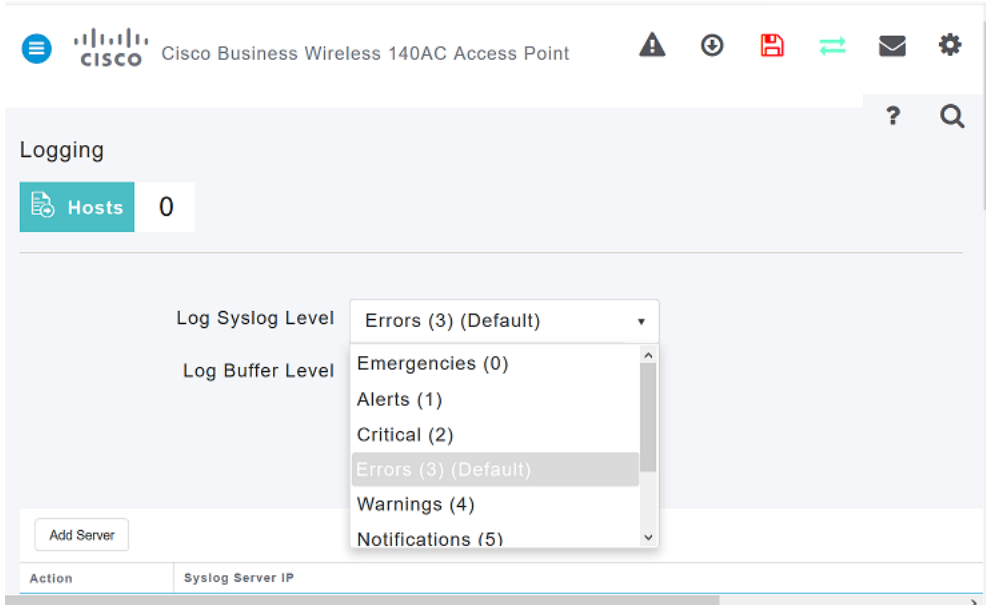 CISCO Cisco Business Wireless 140AC Access Point
?
Logging
Hosts 0
Log Syslog Level Errors (3) (Default)
Log Buffer Level
Emergencies (0)
Alerts (1)
Critical (2)
Errors (3) (Default)
Warnings (4)
Notifications (5)
Add Server
Action Syslog Server IP